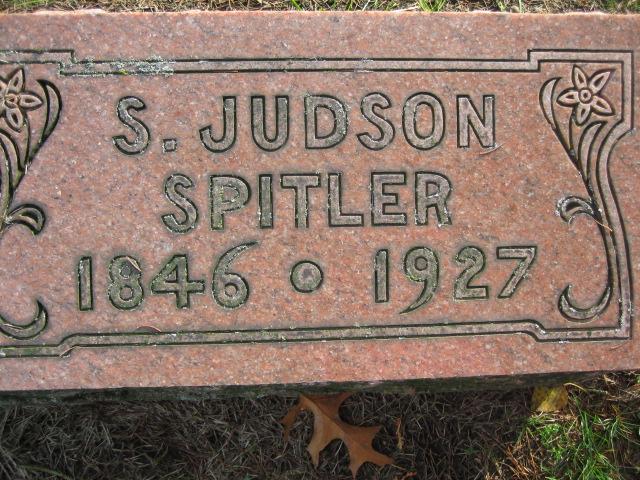 S. JUDSON
SPITLER
1846 • 1927